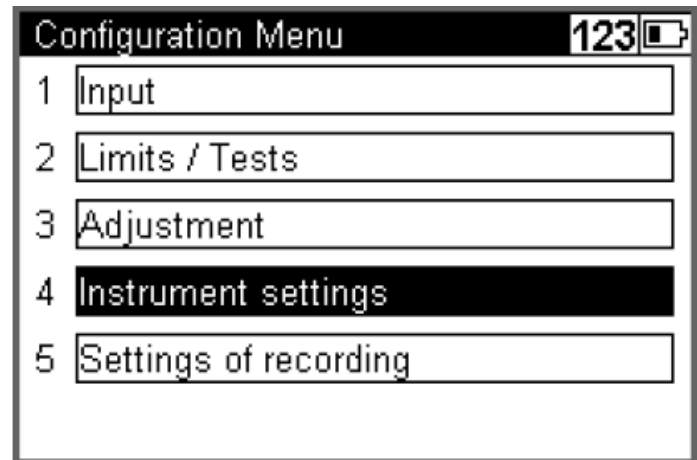 Configuration Menu 123
1 Input
2 Limits / Tests
3 Adjustment
4 Instrument settings
5 Settings of recording